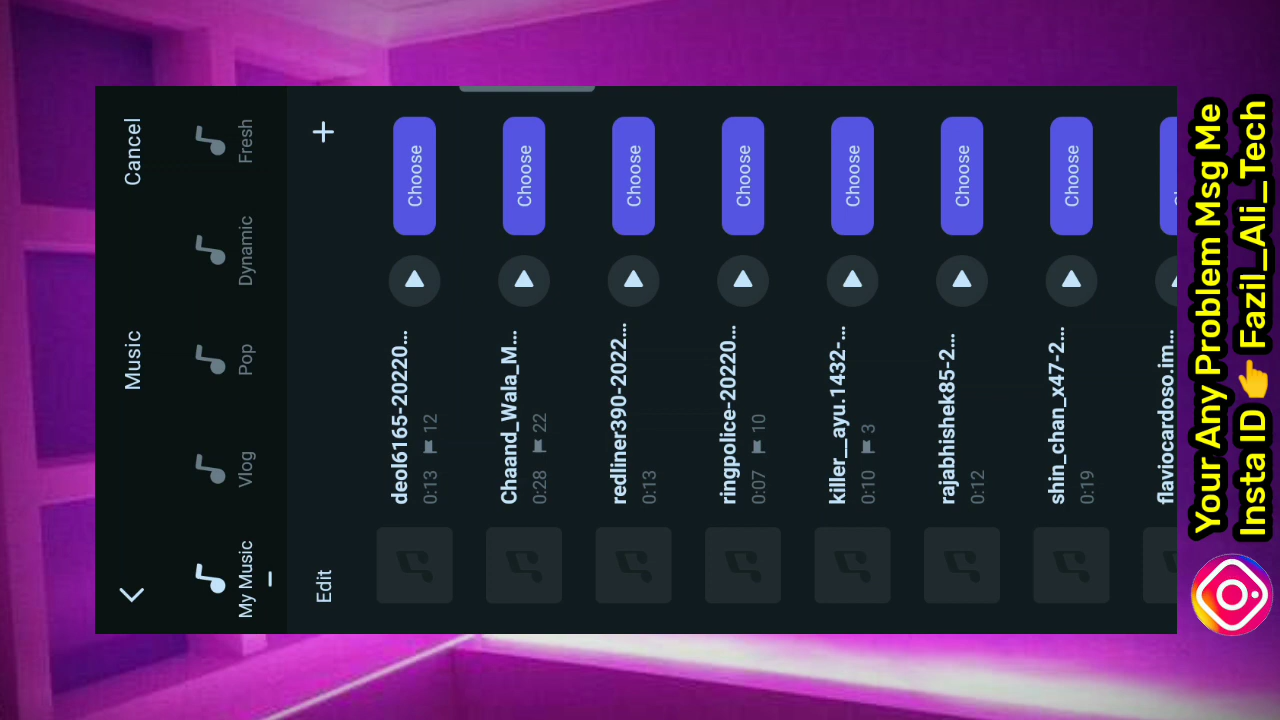 Cancel
Music
My Music
Vlog
Pop
Dynamic
Fresh
Edit
+
deol6165-20220...
0:13 12
Choose
Chaand_Wala_M...
0:28 22
Choose
redliner390-2022...
0:13
Choose
ringpolice-20220...
0:07 10
Choose
killer__ayu.1432-...
0:10 3
Choose
rajabhishek85-2...
0:12
Choose
shin_chan_x47-2...
0:19
Choose
flaviocardoso.im...
Your Any Problem Msg Me
Insta ID👉Fazil_Ali_Tech